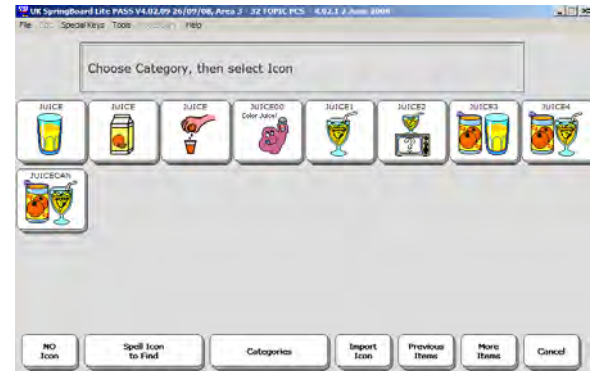 UK SpringBoard Lite PASS V4.02.09 26/09/08, Area 3 - 32 TOPIC PCS - 4.02.1 2 June 2006
File Special Keys Tools Help
Choose Category, then select Icon
JUICE JUICE JUICE JUICE00 JUICE1 JUICE2 JUICE3 JUICE4
Color Juice!
JUICECAN
NO Icon
Spell Icon to Find
Categories
Import Icon
Previous Items
More Items
Cancel